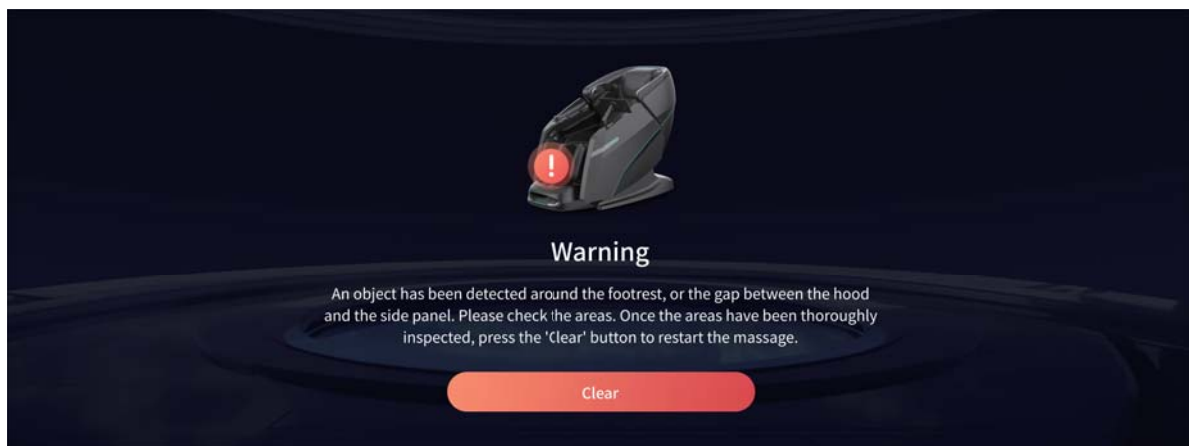 !
Warning
An object has been detected around the footrest, or the gap between the hood
and the side panel. Please check the areas. Once the areas have been thoroughly
inspected, press the 'Clear' button to restart the massage.
Clear